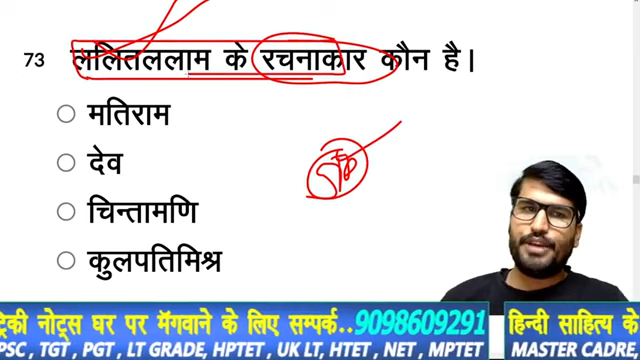 73 ललितललाम के रचनाकार कौन है।
मतिराम
देव
चिन्तामणि
कुलपतिमिश्र
ट्रिकी नोट्स घर पर मॅगवाने के लिए सम्पर्क..9098609291
हिन्दी साहित्य के
PSC, TGT , PGT , LT GRADE, HPTET , UK LT, HTET , NET , MPTET
MASTER CADRE